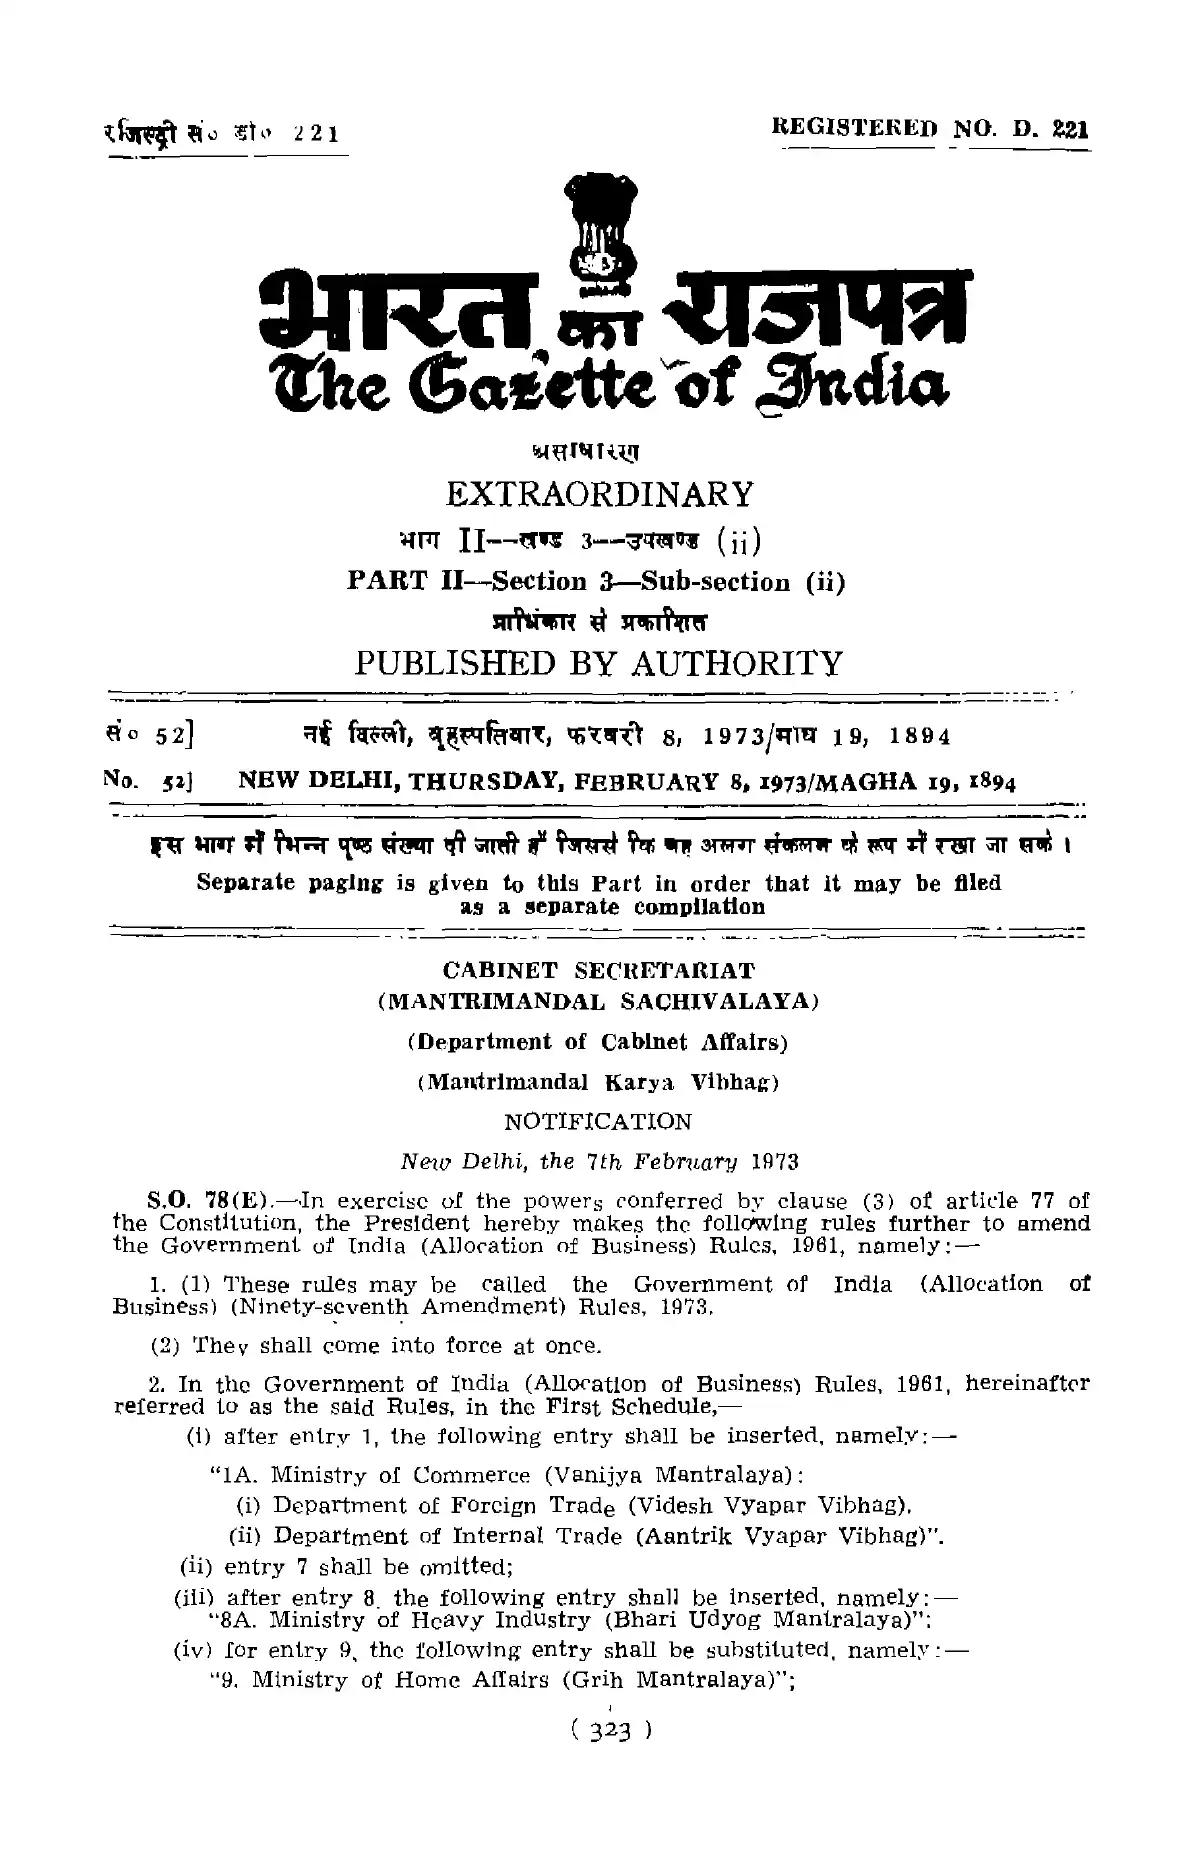 रजिस्ट्री सं० डी० 221
REGISTERED NO. D. 221
भारत का राजपत्र
The Gazette of India
असाधारण
EXTRAORDINARY
भाग II--खण्ड 3--उपखण्ड (ii)
PART II—Section 3—Sub-section (ii)
प्राधिकार से प्रकाशित
PUBLISHED BY AUTHORITY
सं० 52] नई दिल्ली, बृहस्पतिवार, फरवरी 8, 1973/माघ 19, 1894
No. 52] NEW DELHI, THURSDAY, FEBRUARY 8, 1973/MAGHA 19, 1894
इस भाग में भिन्न पृष्ठ संख्या दी जाती है जिससे कि यह अलग संकलन के रूप में रखा जा सके ।
Separate paging is given to this Part in order that it may be filed
as a separate compilation
CABINET SECRETARIAT
(MANTRIMANDAL SACHIVALAYA)
(Department of Cabinet Affairs)
(Mantrimandal Karya Vibhag)
NOTIFICATION
New Delhi, the 7th February 1973
S.O. 78(E).—In exercise of the powers conferred by clause (3) of article 77 of
the Constitution, the President hereby makes the following rules further to amend
the Government of India (Allocation of Business) Rules, 1961, namely:—
1. (1) These rules may be called the Government of India (Allocation of
Business) (Ninety-seventh Amendment) Rules, 1973.
(2) They shall come into force at once.
2. In the Government of India (Allocation of Business) Rules, 1961, hereinafter
referred to as the said Rules, in the First Schedule,—
(i) after entry 1, the following entry shall be inserted, namely:—
"1A. Ministry of Commerce (Vanijya Mantralaya):
(i) Department of Foreign Trade (Videsh Vyapar Vibhag).
(ii) Department of Internal Trade (Aantrik Vyapar Vibhag)".
(ii) entry 7 shall be omitted;
(iii) after entry 8, the following entry shall be inserted, namely:—
"8A. Ministry of Heavy Industry (Bhari Udyog Mantralaya)";
(iv) for entry 9, the following entry shall be substituted, namely:—
"9. Ministry of Home Affairs (Grih Mantralaya)";
( 323 )